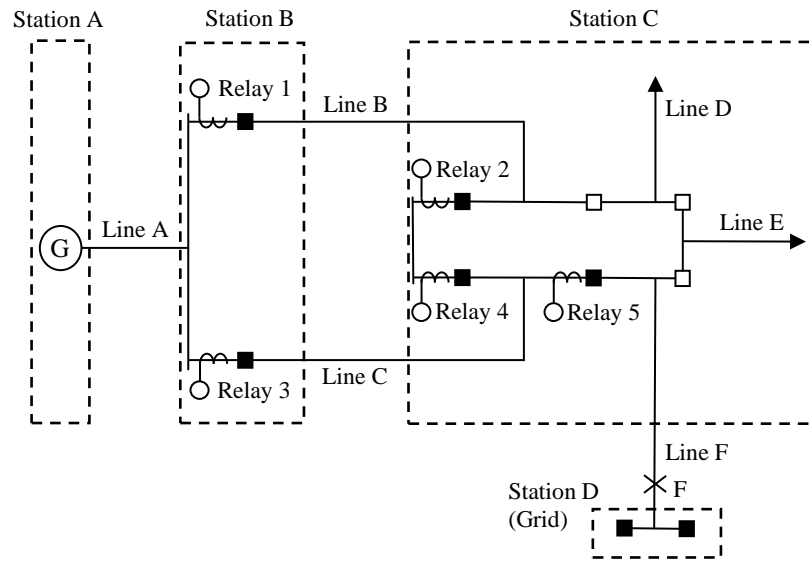 Station A
Station B
Station C
Relay 1
Line B
Line D
Relay 2
Line A
G
Line E
Relay 4
Relay 5
Relay 3
Line C
Line F
Station D
(Grid)
F